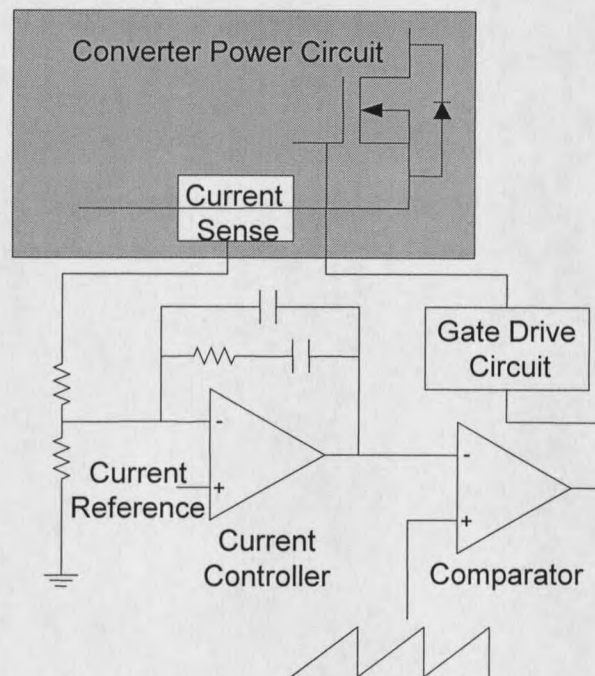 Converter Power Circuit
Current
Sense
Gate Drive
Circuit
-
+
Current
Reference
Current
Controller
-
+
Comparator